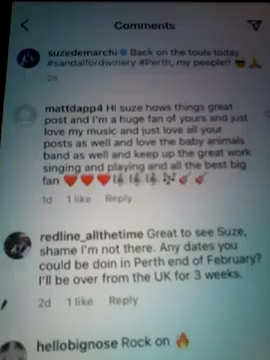 Comments
suzedemarchi Back on the tools today
#sandalfordwinery #Perth, my people!!
2d
mattdapp4 Hi suze hows things great
post and I'm a huge fan of yours and just
love my music and just love all your
posts as well and love the baby animals
band as well and keep up the great work
singing and playing and all the best big
fan ❤️❤️❤️🎼🎼🎼🎶🎸🎸
1d 1 like Reply
redline_allthetime Great to see Suze,
shame I'm not there. Any dates you
could be doin in Perth end of February?
I'll be over from the UK for 3 weeks.
2d 1 like Reply
hellobignose Rock on 🔥